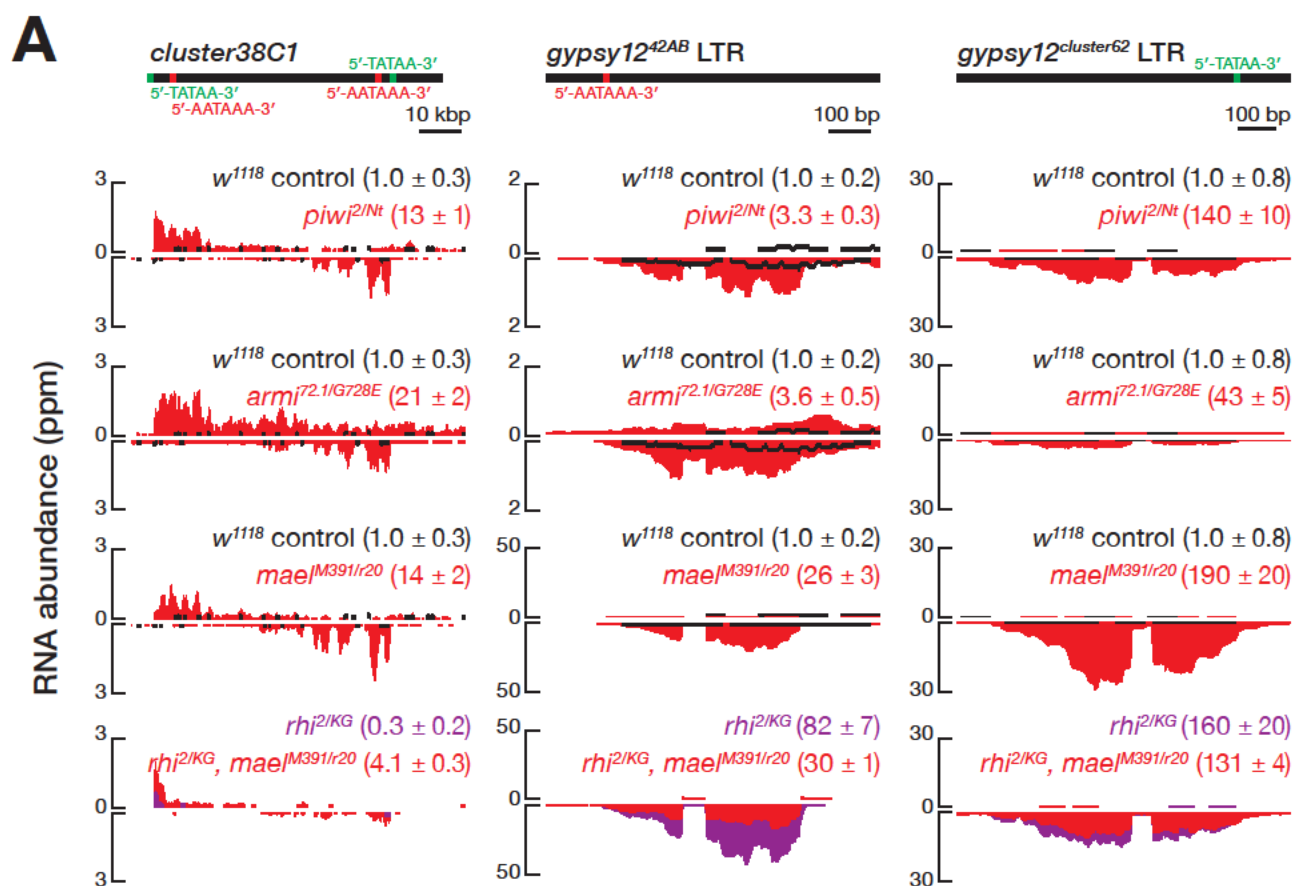 A
cluster38C1
5′-TATAA-3′
5′-TATAA-3′
5′-AATAAA-3′
5′-AATAAA-3′
10 kbp
gypsy12^42AB LTR
5′-AATAAA-3′
100 bp
gypsy12^cluster62 LTR
5′-TATAA-3′
100 bp
RNA abundance (ppm)
3
0
3
w^1118 control (1.0 ± 0.3)
piwi^2/Nt (13 ± 1)
2
0
2
w^1118 control (1.0 ± 0.2)
piwi^2/Nt (3.3 ± 0.3)
30
0
30
w^1118 control (1.0 ± 0.8)
piwi^2/Nt (140 ± 10)
3
0
3
w^1118 control (1.0 ± 0.3)
armi^72.1/G728E (21 ± 2)
2
0
2
w^1118 control (1.0 ± 0.2)
armi^72.1/G728E (3.6 ± 0.5)
30
0
30
w^1118 control (1.0 ± 0.8)
armi^72.1/G728E (43 ± 5)
3
0
3
w^1118 control (1.0 ± 0.3)
mael^M391/r20 (14 ± 2)
50
0
50
w^1118 control (1.0 ± 0.2)
mael^M391/r20 (26 ± 3)
30
0
30
w^1118 control (1.0 ± 0.8)
mael^M391/r20 (190 ± 20)
3
0
3
rhi^2/KG (0.3 ± 0.2)
rhi^2/KG, mael^M391/r20 (4.1 ± 0.3)
50
0
50
rhi^2/KG (82 ± 7)
rhi^2/KG, mael^M391/r20 (30 ± 1)
30
0
30
rhi^2/KG (160 ± 20)
rhi^2/KG, mael^M391/r20 (131 ± 4)